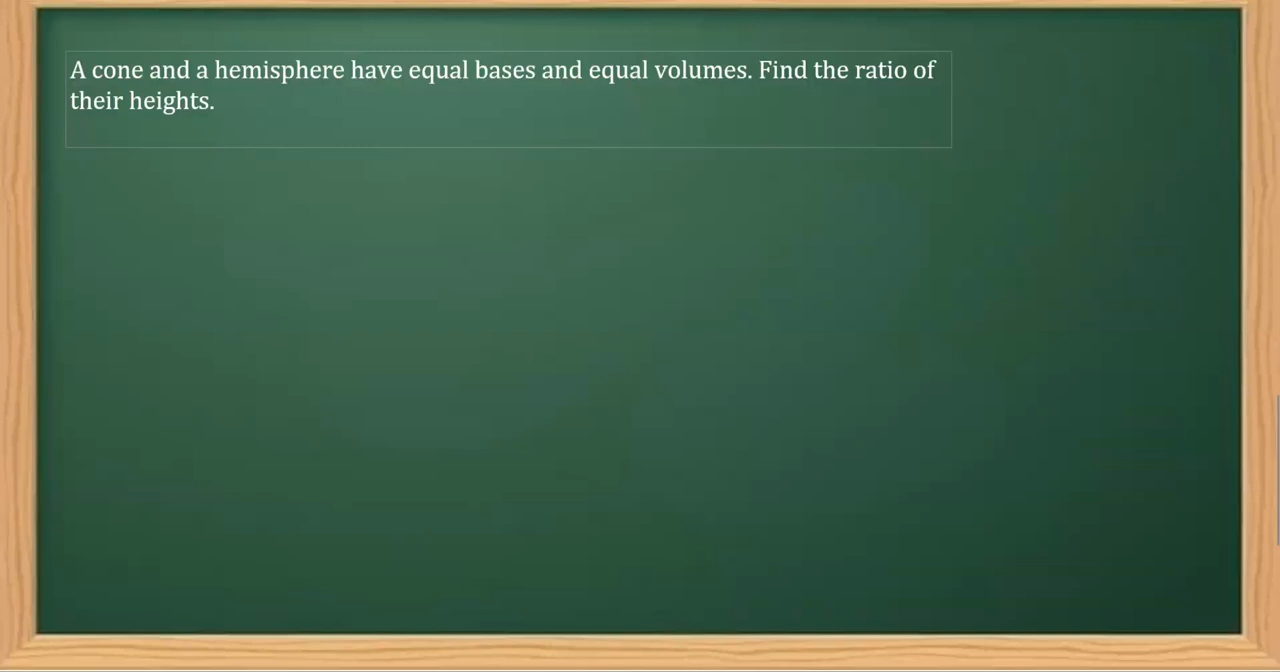 A cone and a hemisphere have equal bases and equal volumes. Find the ratio of
their heights.